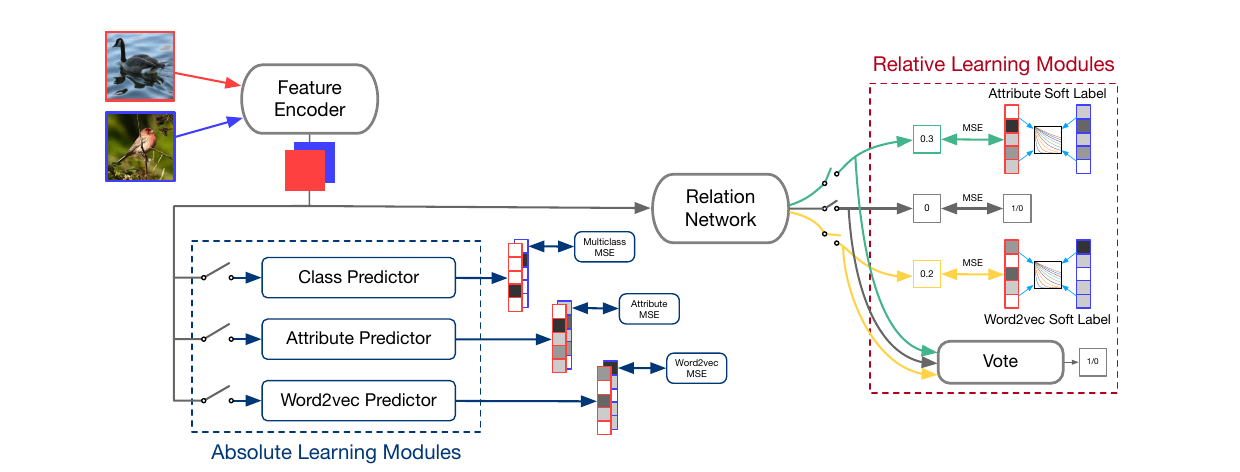 Feature
Encoder
Relative Learning Modules
Attribute Soft Label
0.3
MSE
Relation
Network
0
MSE
1/0
0.2
MSE
Word2vec Soft Label
Vote
1/0
Class Predictor
Multiclass
MSE
Attribute Predictor
Attribute
MSE
Word2vec Predictor
Word2vec
MSE
Absolute Learning Modules